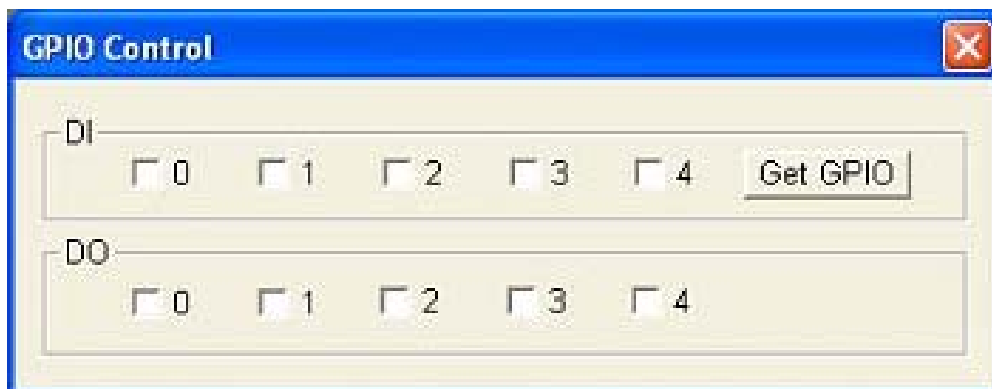 GPIO Control
DI
0 1 2 3 4 Get GPIO
DO
0 1 2 3 4